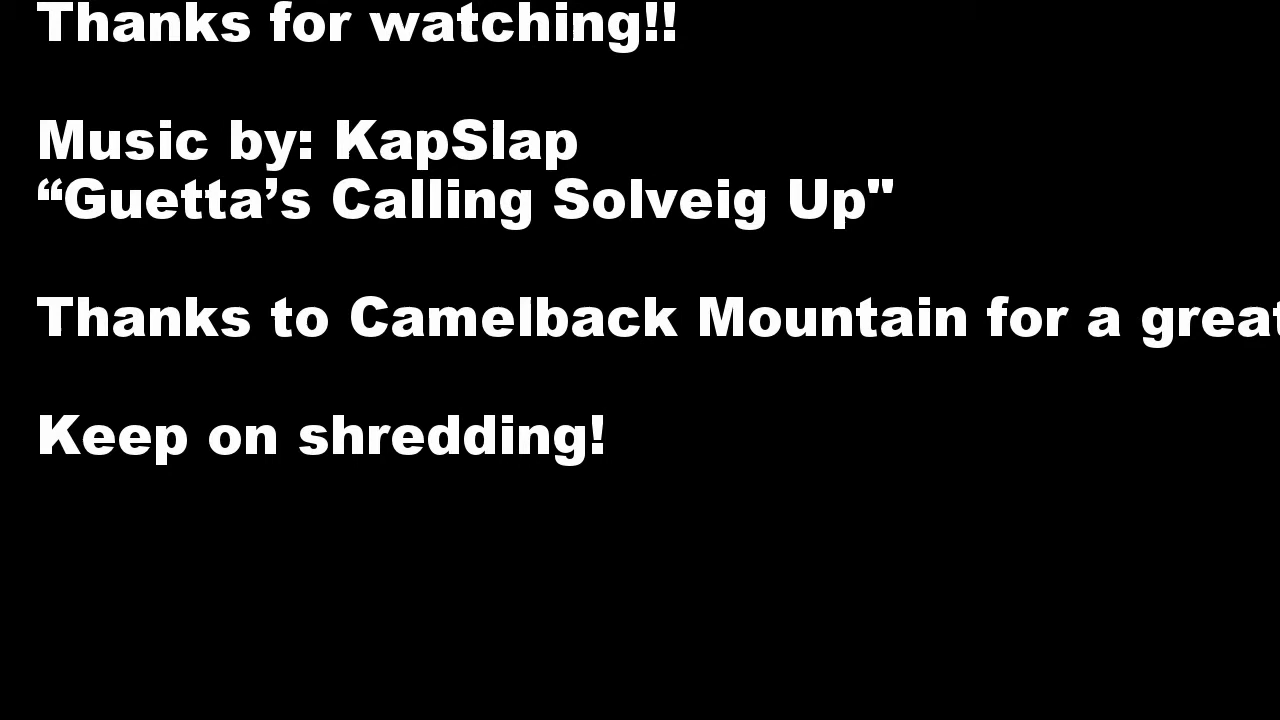 Thanks for watching!!
Music by: KapSlap
“Guetta’s Calling Solveig Up"
Thanks to Camelback Mountain for a great
Keep on shredding!